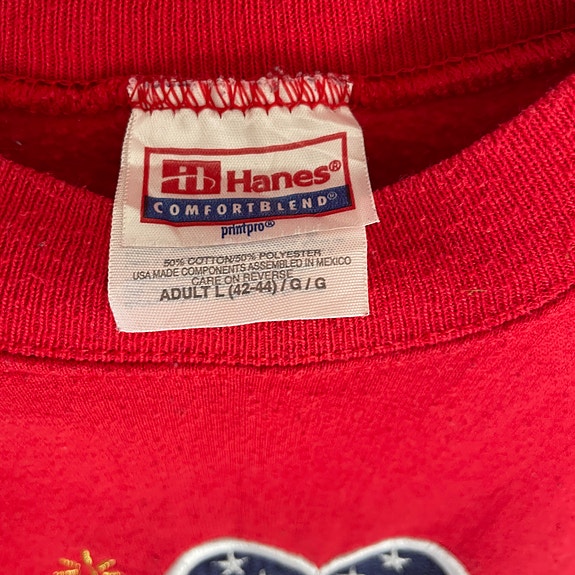 Hanes®
COMFORTBLEND®
printpro®
50% COTTON/50% POLYESTER
USA MADE COMPONENTS ASSEMBLED IN MEXICO
CARE ON REVERSE
ADULT L (42-44) / G / G